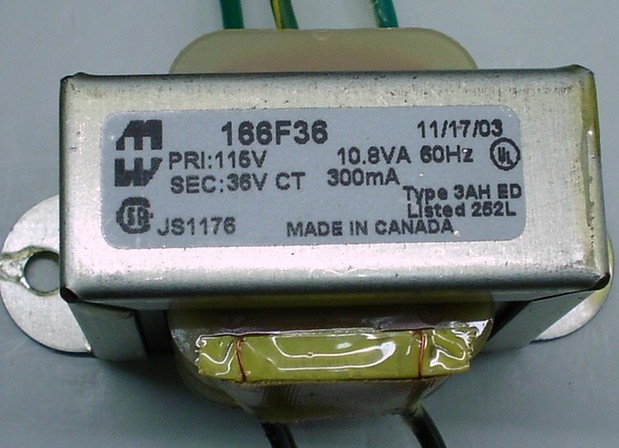 166F36 11/17/03
PRI:115V 10.8VA 60Hz UL
SEC:36V CT 300mA
Type 3AH ED
Listed 252L
JS1176 MADE IN CANADA